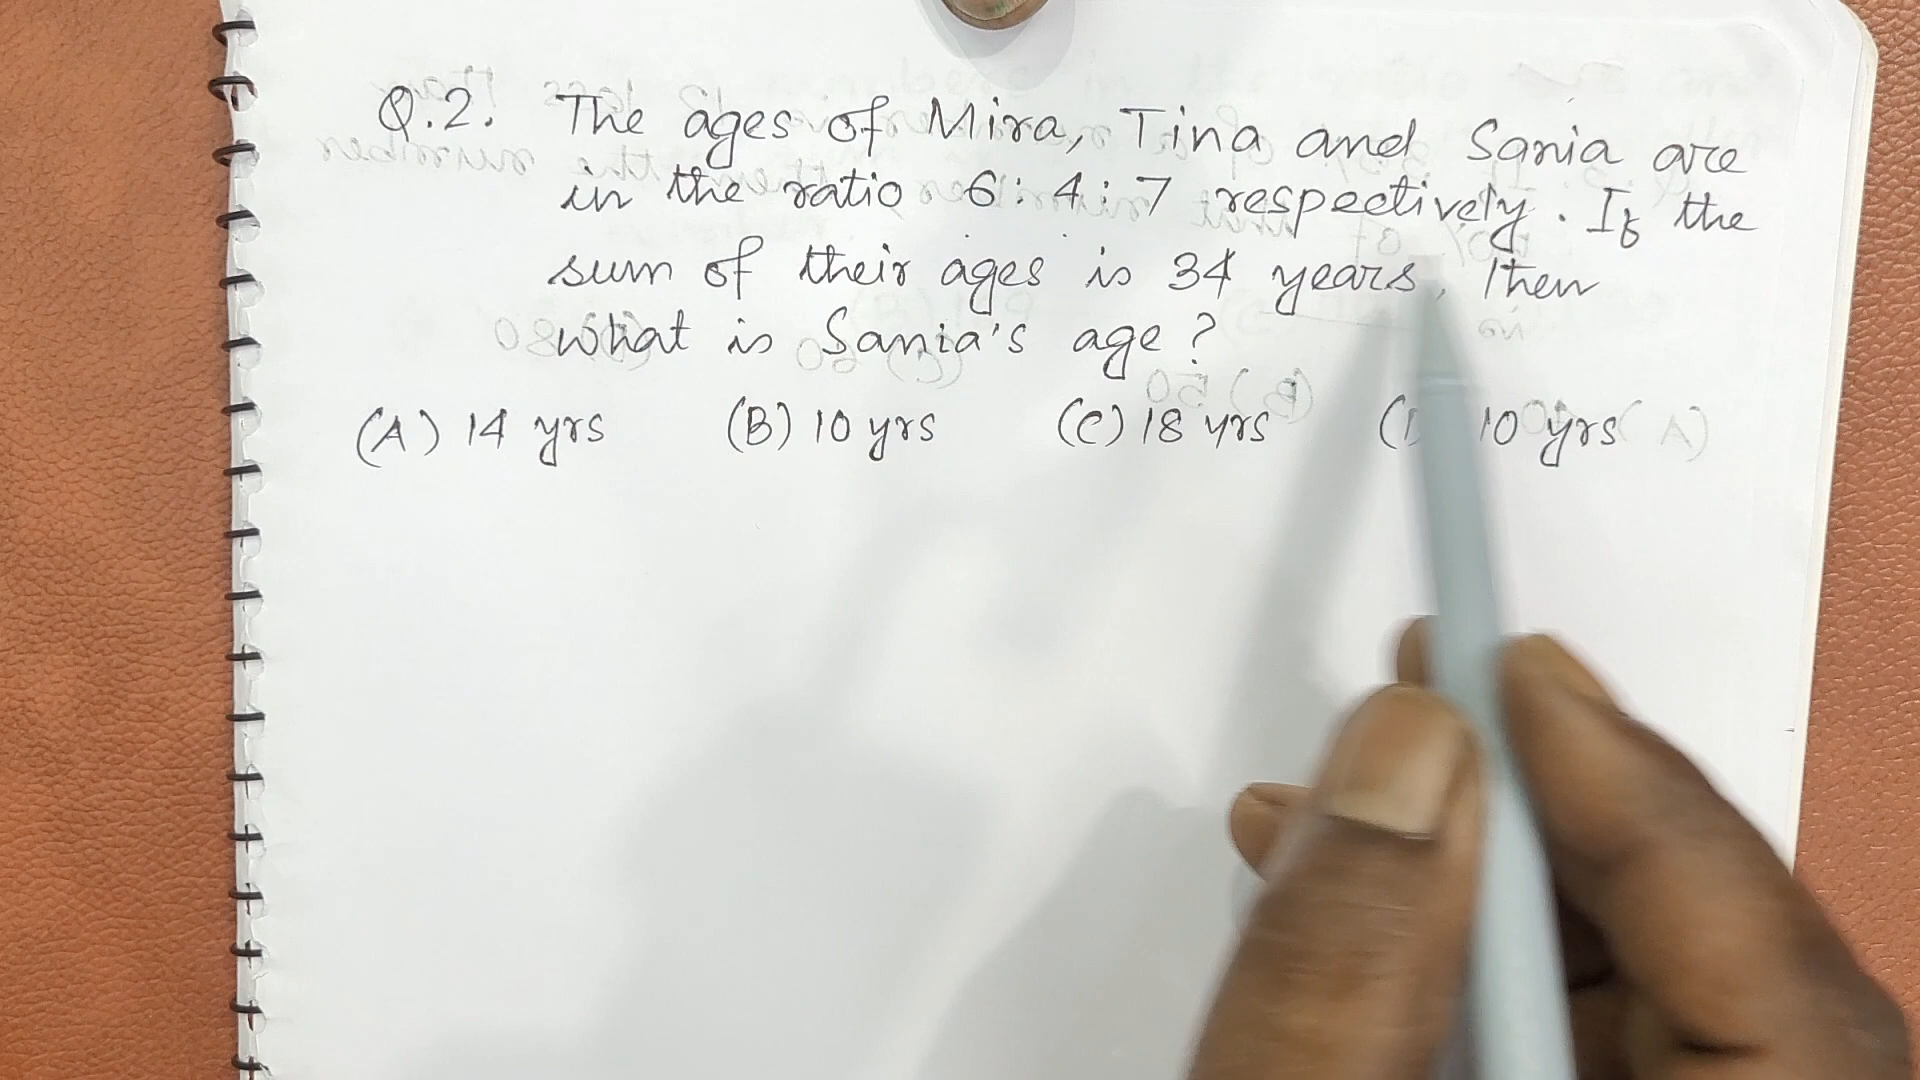 Q.2. The ages of Mira, Tina and Sania are
in the ratio 6:4:7 respectively. If the
sum of their ages is 34 years, then
what is Sania's age?
(A) 14 yrs (B) 10 yrs (C) 18 yrs (D 10 yrs